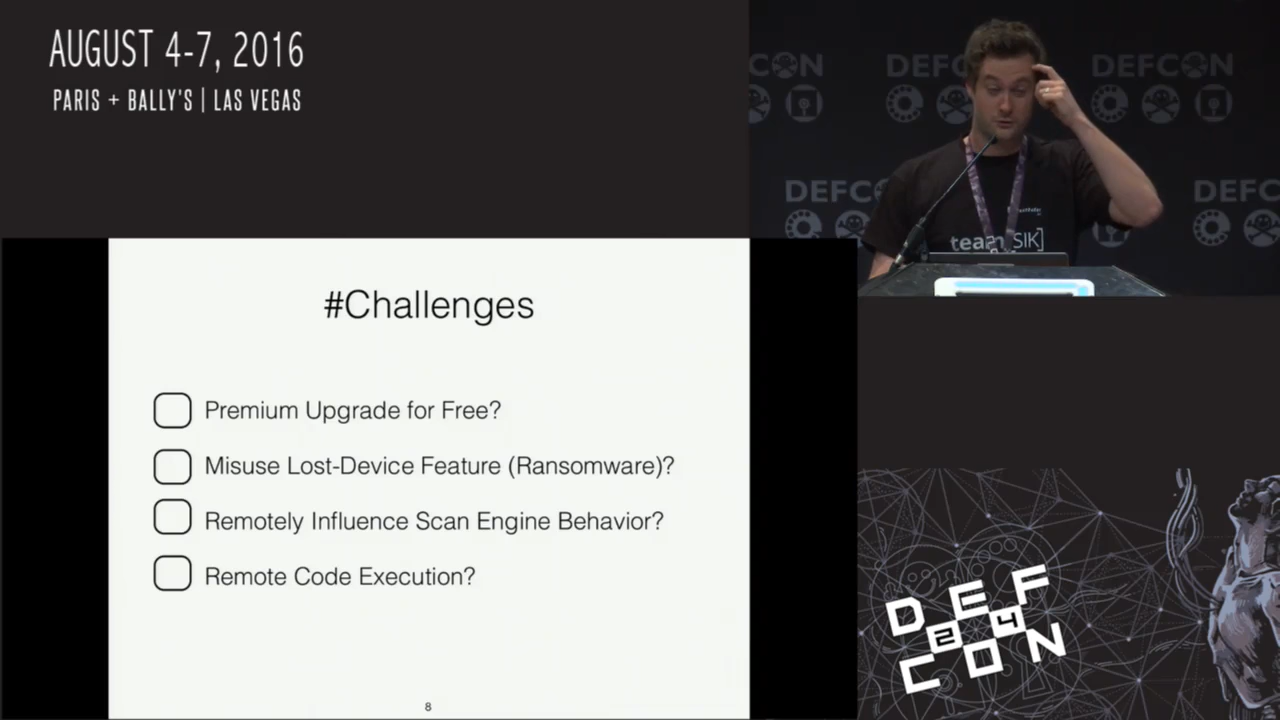 AUGUST 4-7, 2016
PARIS + BALLY'S | LAS VEGAS
DEFCON
DEFCON
DEFCON
DEFCON
team[SIK]
#Challenges
Premium Upgrade for Free?
Misuse Lost-Device Feature (Ransomware)?
Remotely Influence Scan Engine Behavior?
Remote Code Execution?
8
DEF
24
CON